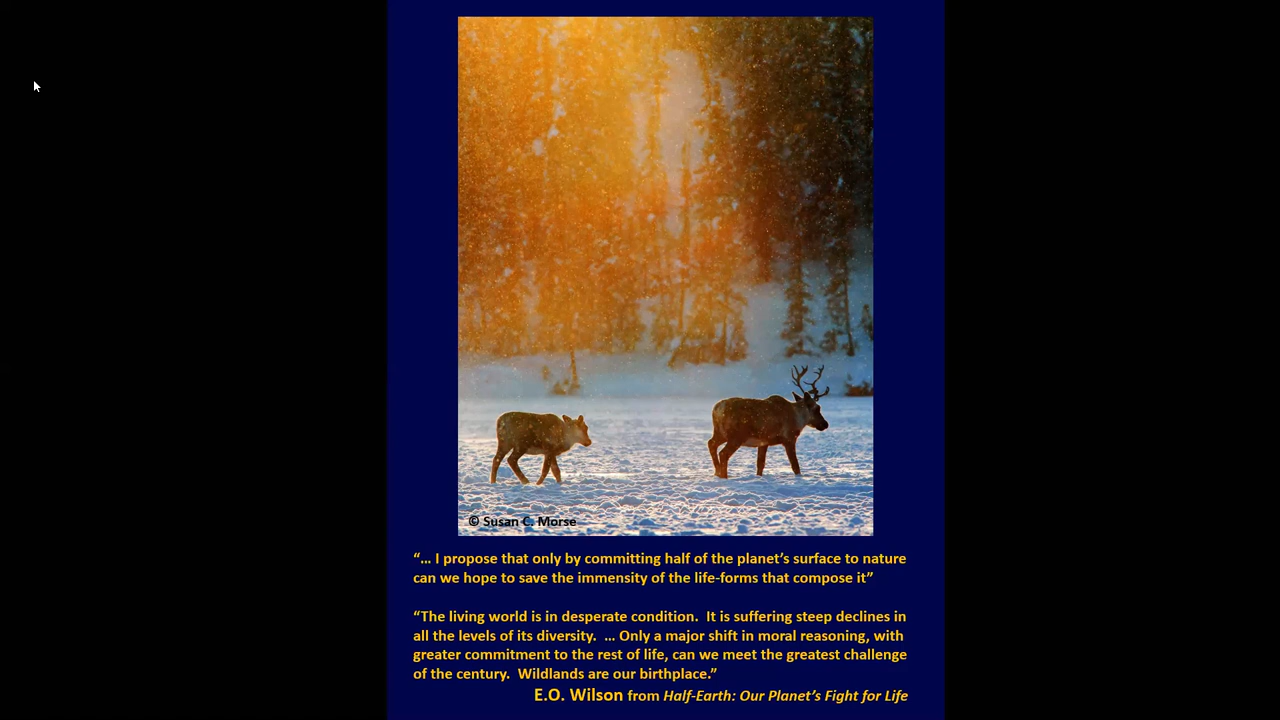 © Susan C. Morse
“… I propose that only by committing half of the planet’s surface to nature
can we hope to save the immensity of the life-forms that compose it”
“The living world is in desperate condition.  It is suffering steep declines in
all the levels of its diversity.  … Only a major shift in moral reasoning, with
greater commitment to the rest of life, can we meet the greatest challenge
of the century.  Wildlands are our birthplace.”
E.O. Wilson from Half-Earth: Our Planet’s Fight for Life